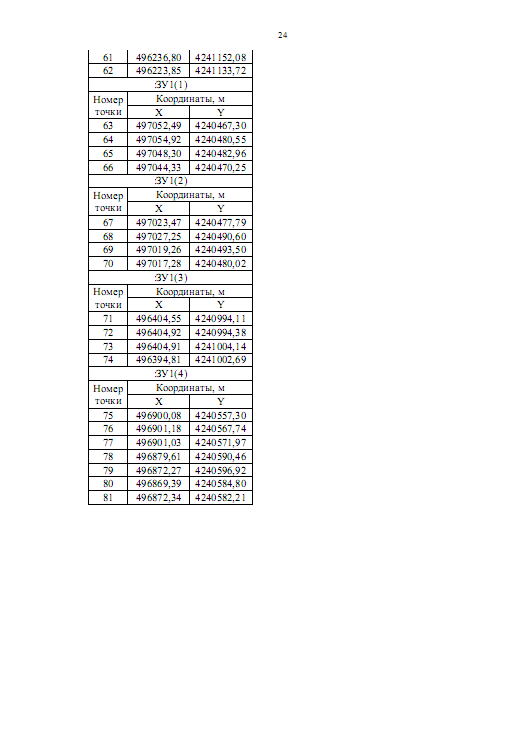 24
61 496236,80 4241152,08
62 496223,85 4241133,72
:ЗУ1(1)
Номер точки Координаты, м
X Y
63 497052,49 4240467,30
64 497054,92 4240480,55
65 497048,30 4240482,96
66 497044,33 4240470,25
:ЗУ1(2)
Номер точки Координаты, м
X Y
67 497023,47 4240477,79
68 497027,25 4240490,60
69 497019,26 4240493,50
70 497017,28 4240480,02
:ЗУ1(3)
Номер точки Координаты, м
X Y
71 496404,55 4240994,11
72 496404,92 4240994,38
73 496404,91 4241004,14
74 496394,81 4241002,69
:ЗУ1(4)
Номер точки Координаты, м
X Y
75 496900,08 4240557,30
76 496901,18 4240567,74
77 496901,03 4240571,97
78 496879,61 4240590,46
79 496872,27 4240596,92
80 496869,39 4240584,80
81 496872,34 4240582,21